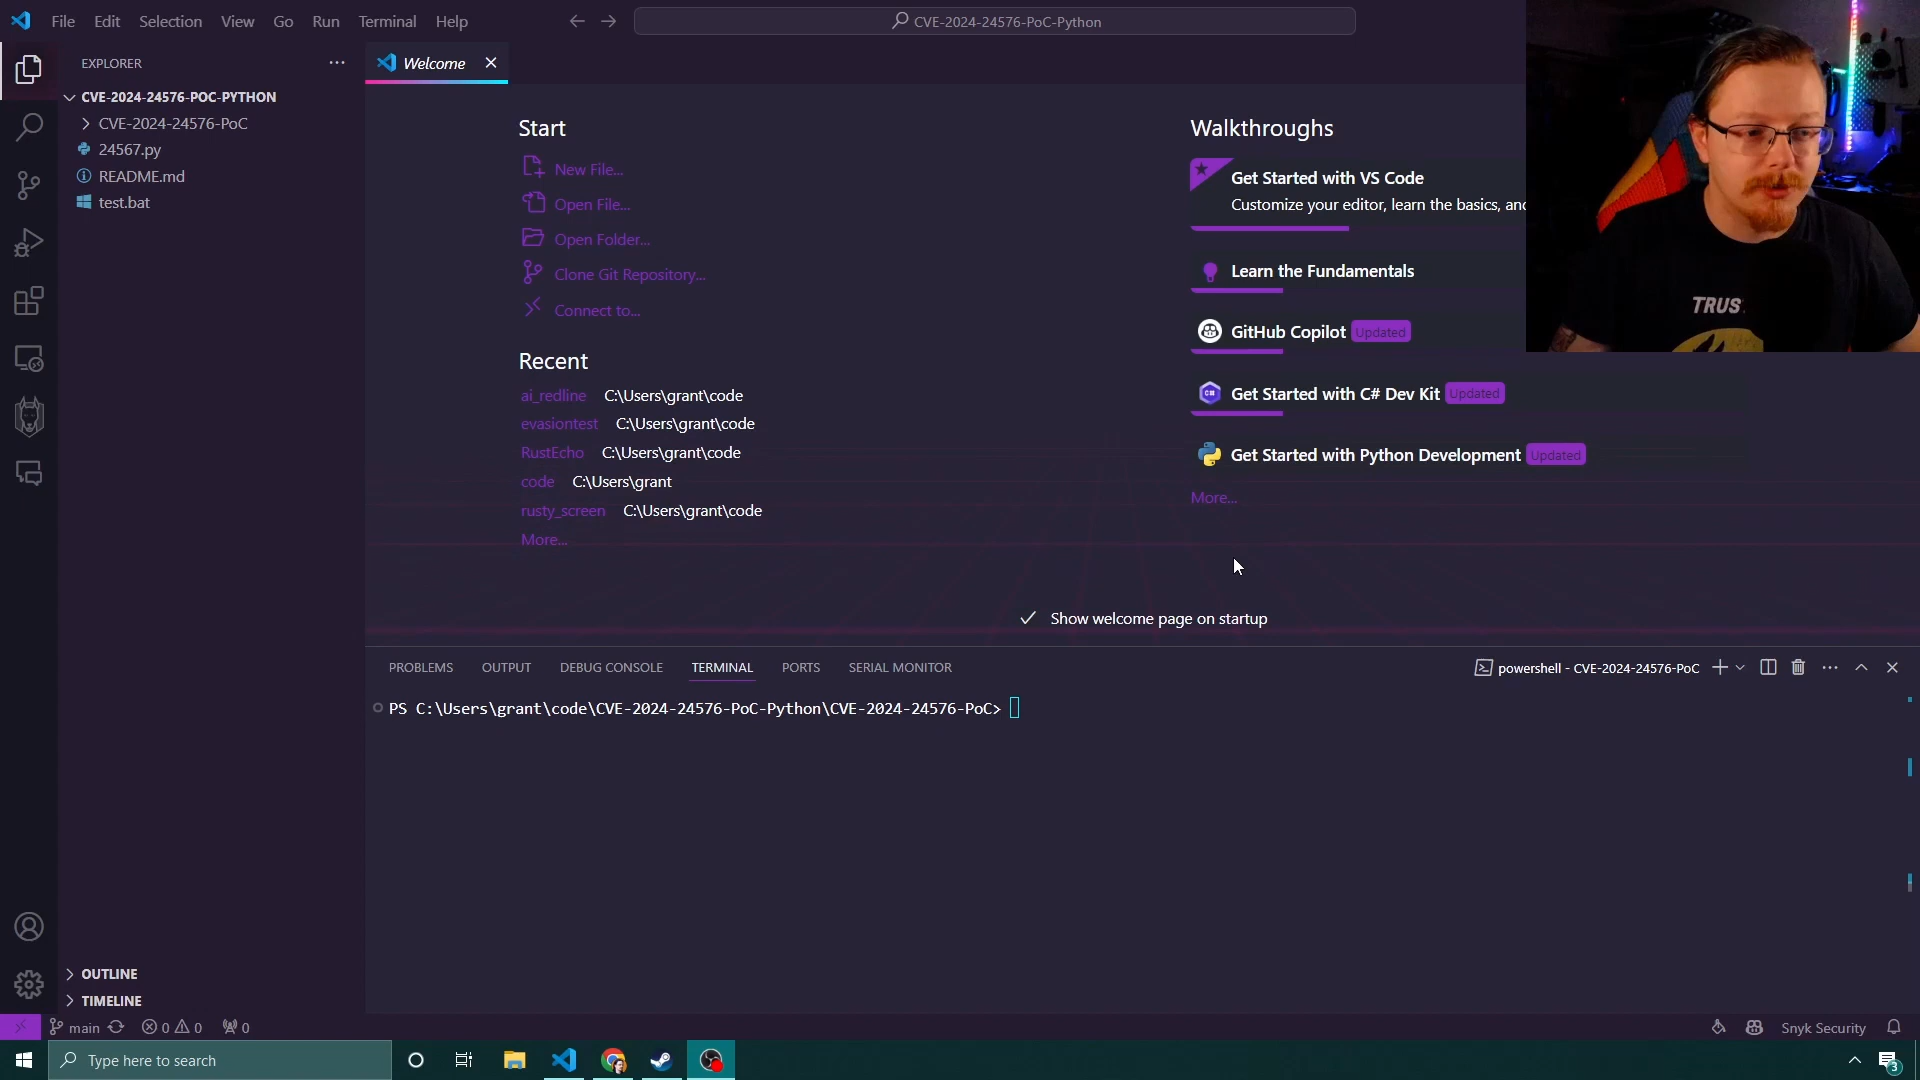 File Edit Selection View Go Run Terminal Help
CVE-2024-24576-PoC-Python
EXPLORER
CVE-2024-24576-POC-PYTHON
CVE-2024-24576-PoC
24567.py
README.md
test.bat
OUTLINE
TIMELINE
Welcome
Start
New File...
Open File...
Open Folder...
Clone Git Repository...
Connect to...
Recent
ai_redline C:\Users\grant\code
evasiontest C:\Users\grant\code
RustEcho C:\Users\grant\code
code C:\Users\grant
rusty_screen C:\Users\grant\code
More...
Walkthroughs
Get Started with VS Code
Customize your editor, learn the basics, and
Learn the Fundamentals
GitHub Copilot Updated
Get Started with C# Dev Kit Updated
Get Started with Python Development Updated
More...
TRUS
Show welcome page on startup
PROBLEMS OUTPUT DEBUG CONSOLE TERMINAL PORTS SERIAL MONITOR
powershell - CVE-2024-24576-PoC
PS C:\Users\grant\code\CVE-2024-24576-PoC-Python\CVE-2024-24576-PoC>
main 0 0 0
Snyk Security
Type here to search
3